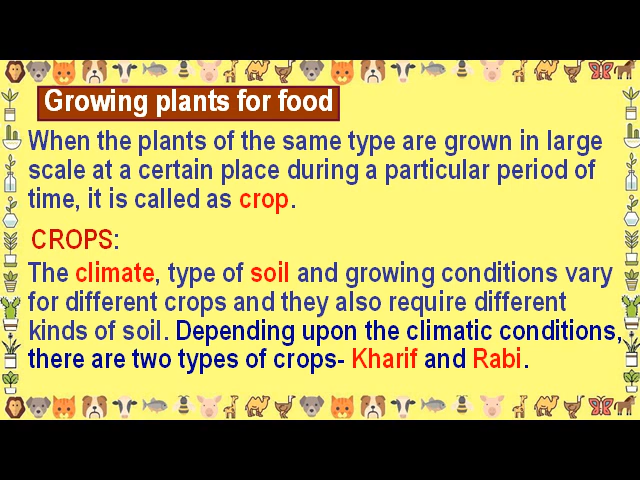 Growing plants for food
When the plants of the same type are grown in large
scale at a certain place during a particular period of
time, it is called as crop.
CROPS:
The climate, type of soil and growing conditions vary
for different crops and they also require different
kinds of soil. Depending upon the climatic conditions,
there are two types of crops- Kharif and Rabi.